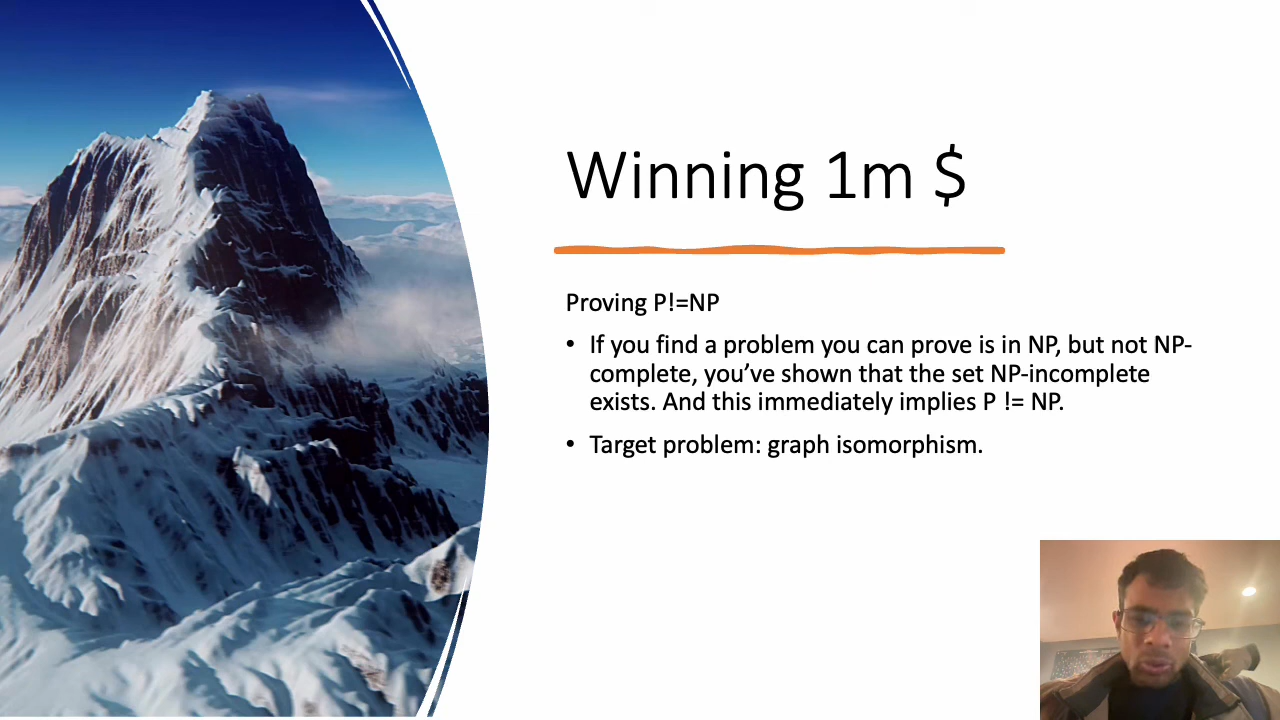 Winning 1m $
Proving P!=NP
• If you find a problem you can prove is in NP, but not NP-
complete, you’ve shown that the set NP-incomplete
exists. And this immediately implies P != NP.
• Target problem: graph isomorphism.